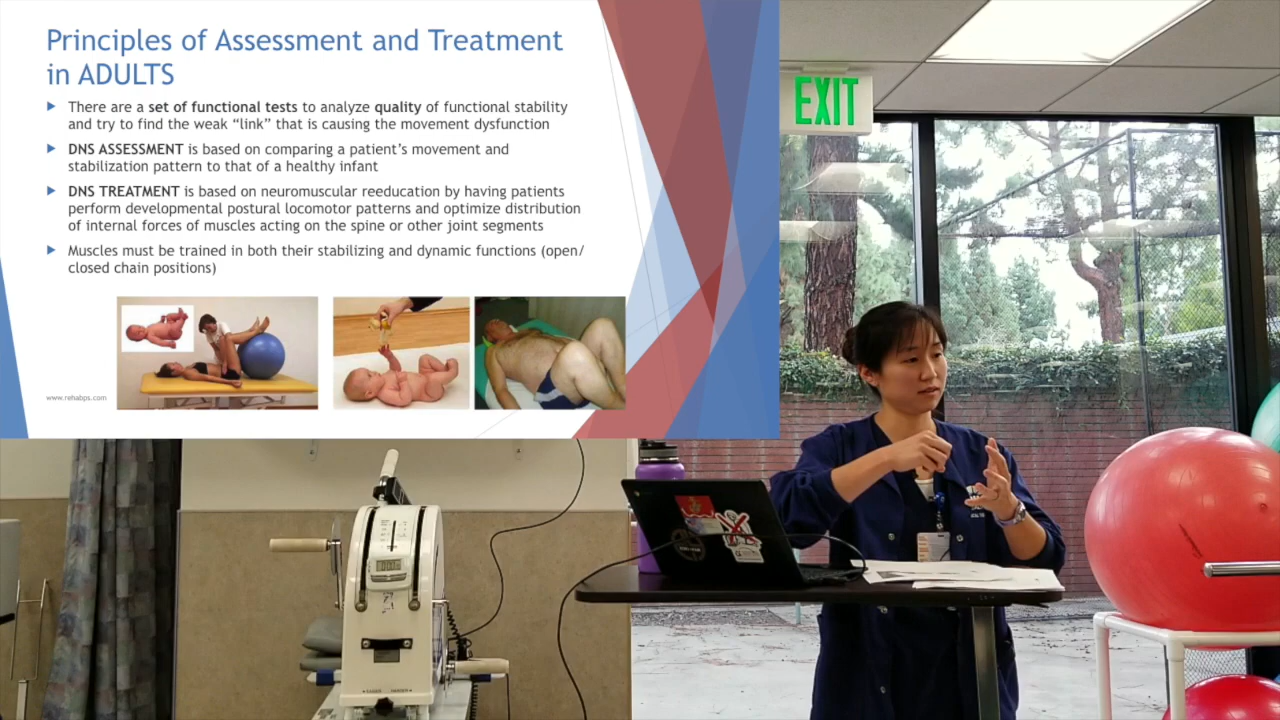 Principles of Assessment and Treatment
in ADULTS
There are a set of functional tests to analyze quality of functional stability
and try to find the weak “link” that is causing the movement dysfunction
DNS ASSESSMENT is based on comparing a patient’s movement and
stabilization pattern to that of a healthy infant
DNS TREATMENT is based on neuromuscular reeducation by having patients
perform developmental postural locomotor patterns and optimize distribution
of internal forces of muscles acting on the spine or other joint segments
Muscles must be trained in both their stabilizing and dynamic functions (open/
closed chain positions)
www.rehabps.com
EXIT